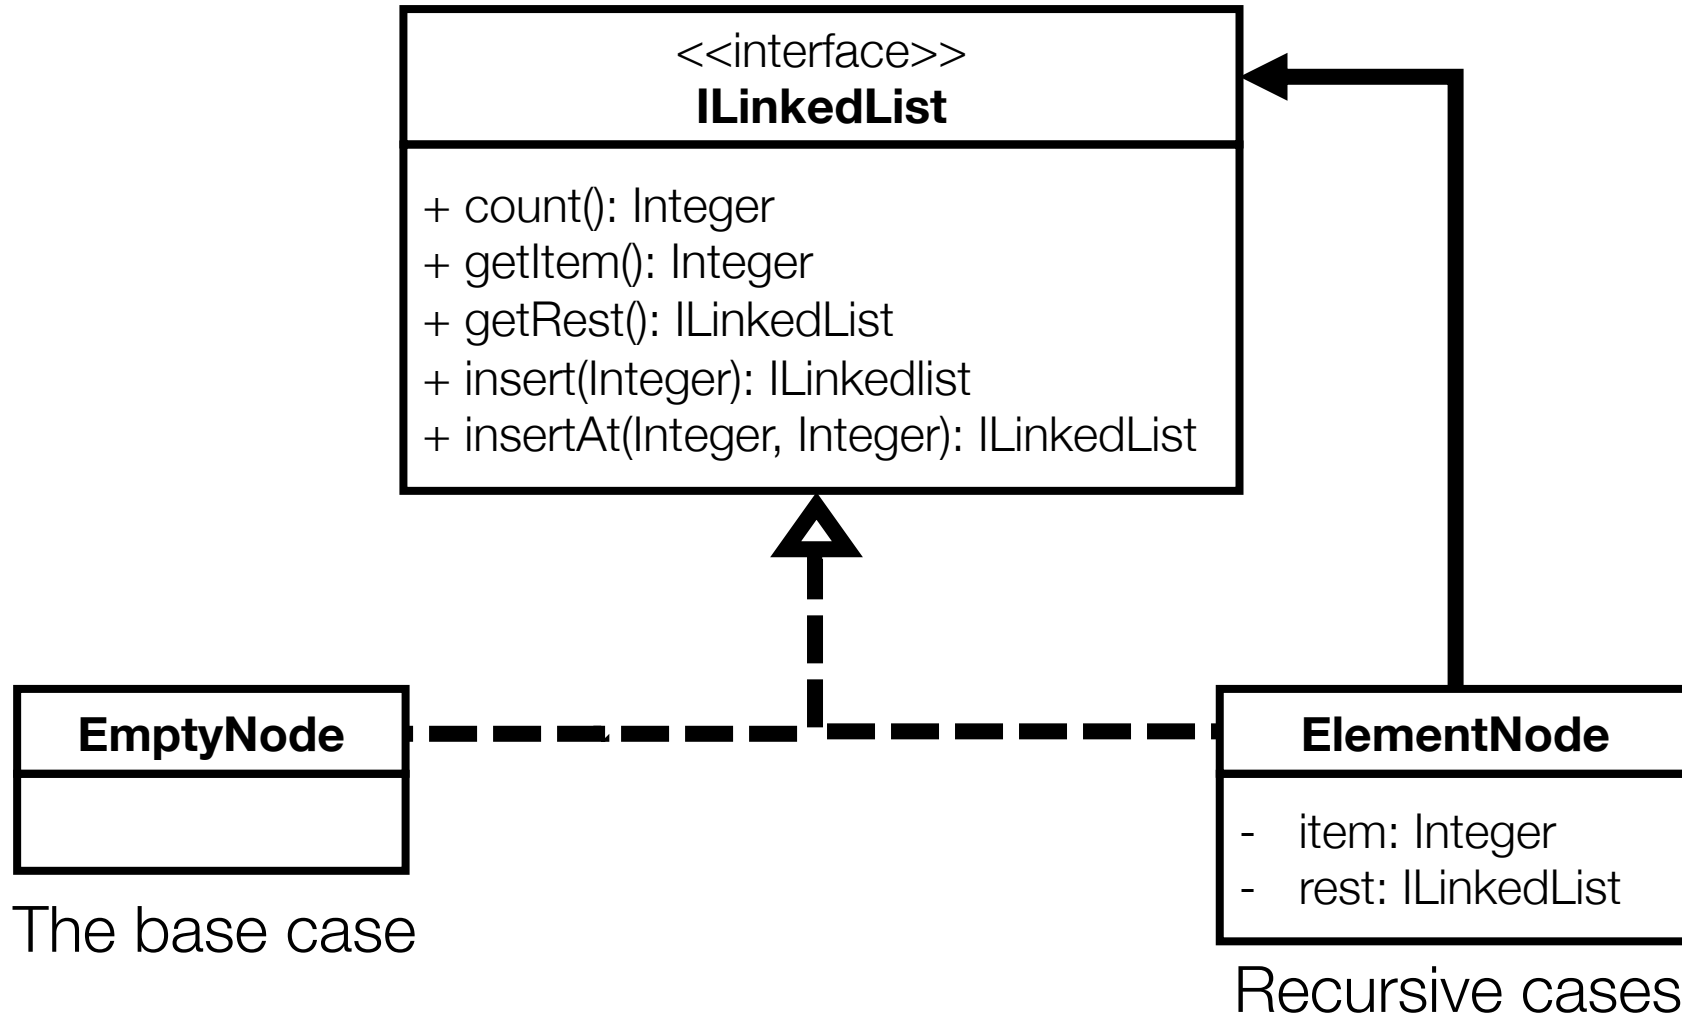 <<interface>>
ILinkedList
+ count(): Integer
+ getItem(): Integer
+ getRest(): ILinkedList
+ insert(Integer): ILinkedlist
+ insertAt(Integer, Integer): ILinkedList
EmptyNode
The base case
ElementNode
- item: Integer
- rest: ILinkedList
Recursive cases